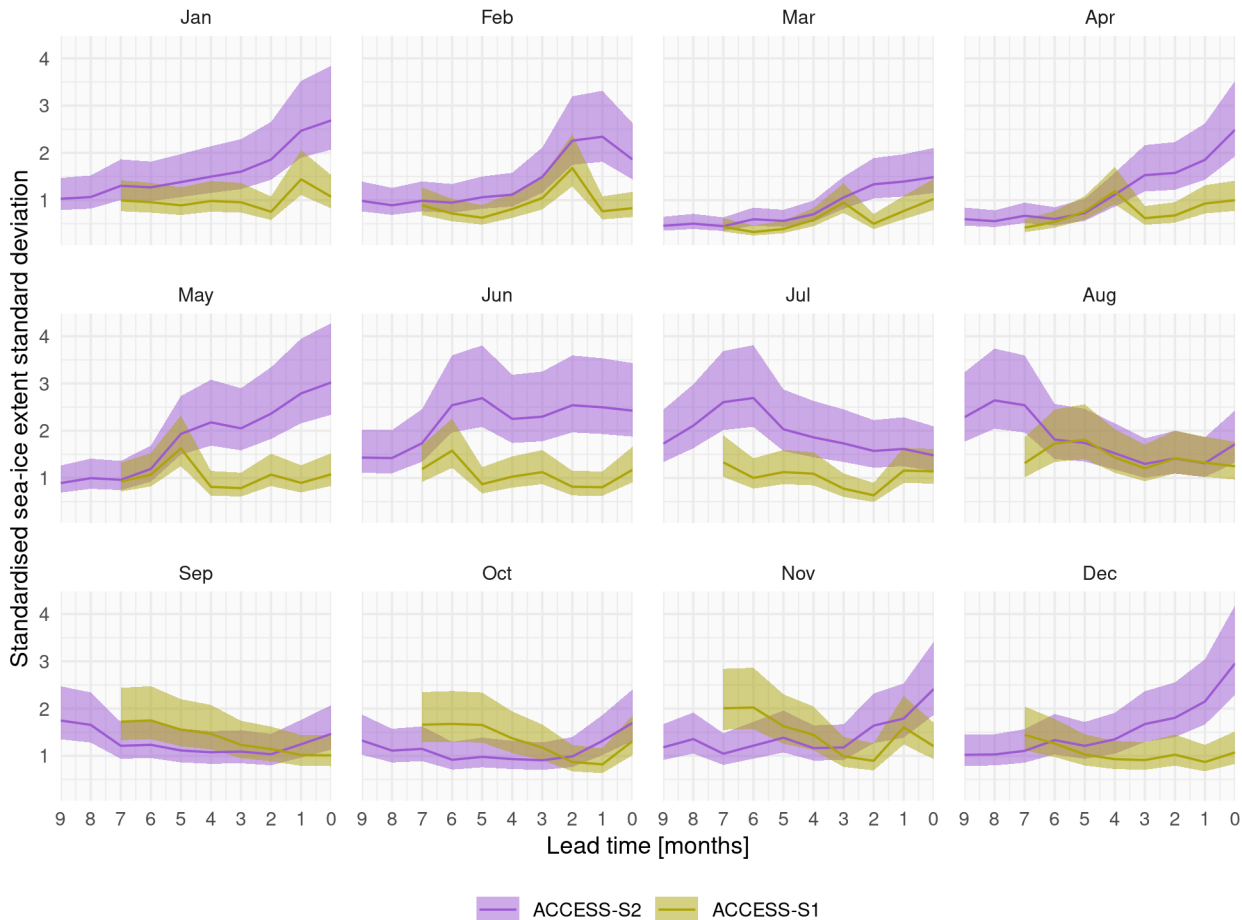 Jan Feb Mar Apr
4
3
2
1
May Jun Jul Aug
4
3
2
1
Sep Oct Nov Dec
4
3
2
1
9 8 7 6 5 4 3 2 1 0 9 8 7 6 5 4 3 2 1 0 9 8 7 6 5 4 3 2 1 0 9 8 7 6 5 4 3 2 1 0
Standardised sea-ice extent standard deviation
Lead time [months]
ACCESS-S2 ACCESS-S1